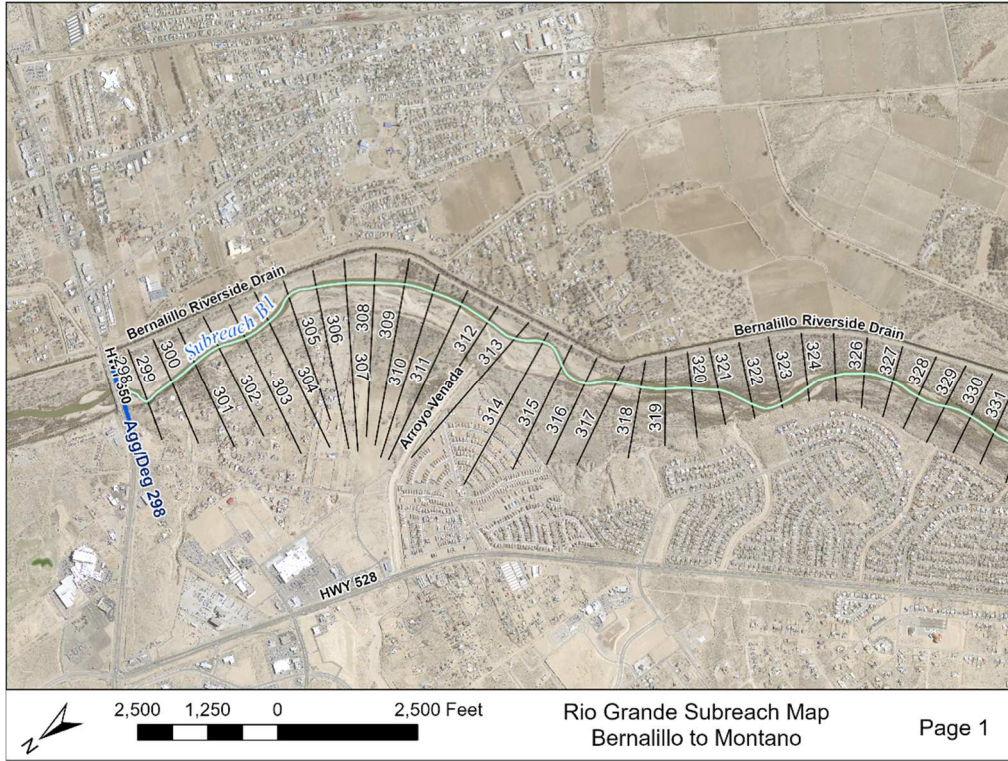 Bernalillo Riverside Drain
Subreach B1
HWY 550
298
299
300
301
302
303
304
305
306
307
308
309
310
311
312
313
314
315
316
317
318
319
320
321
322
323
324
326
327
328
329
330
331
Bernalillo Riverside Drain
Arroyo Venada
Agg/Deg 298
HWY 528
N
2,500 1,250 0 2,500 Feet
Rio Grande Subreach Map
Bernalillo to Montano
Page 1